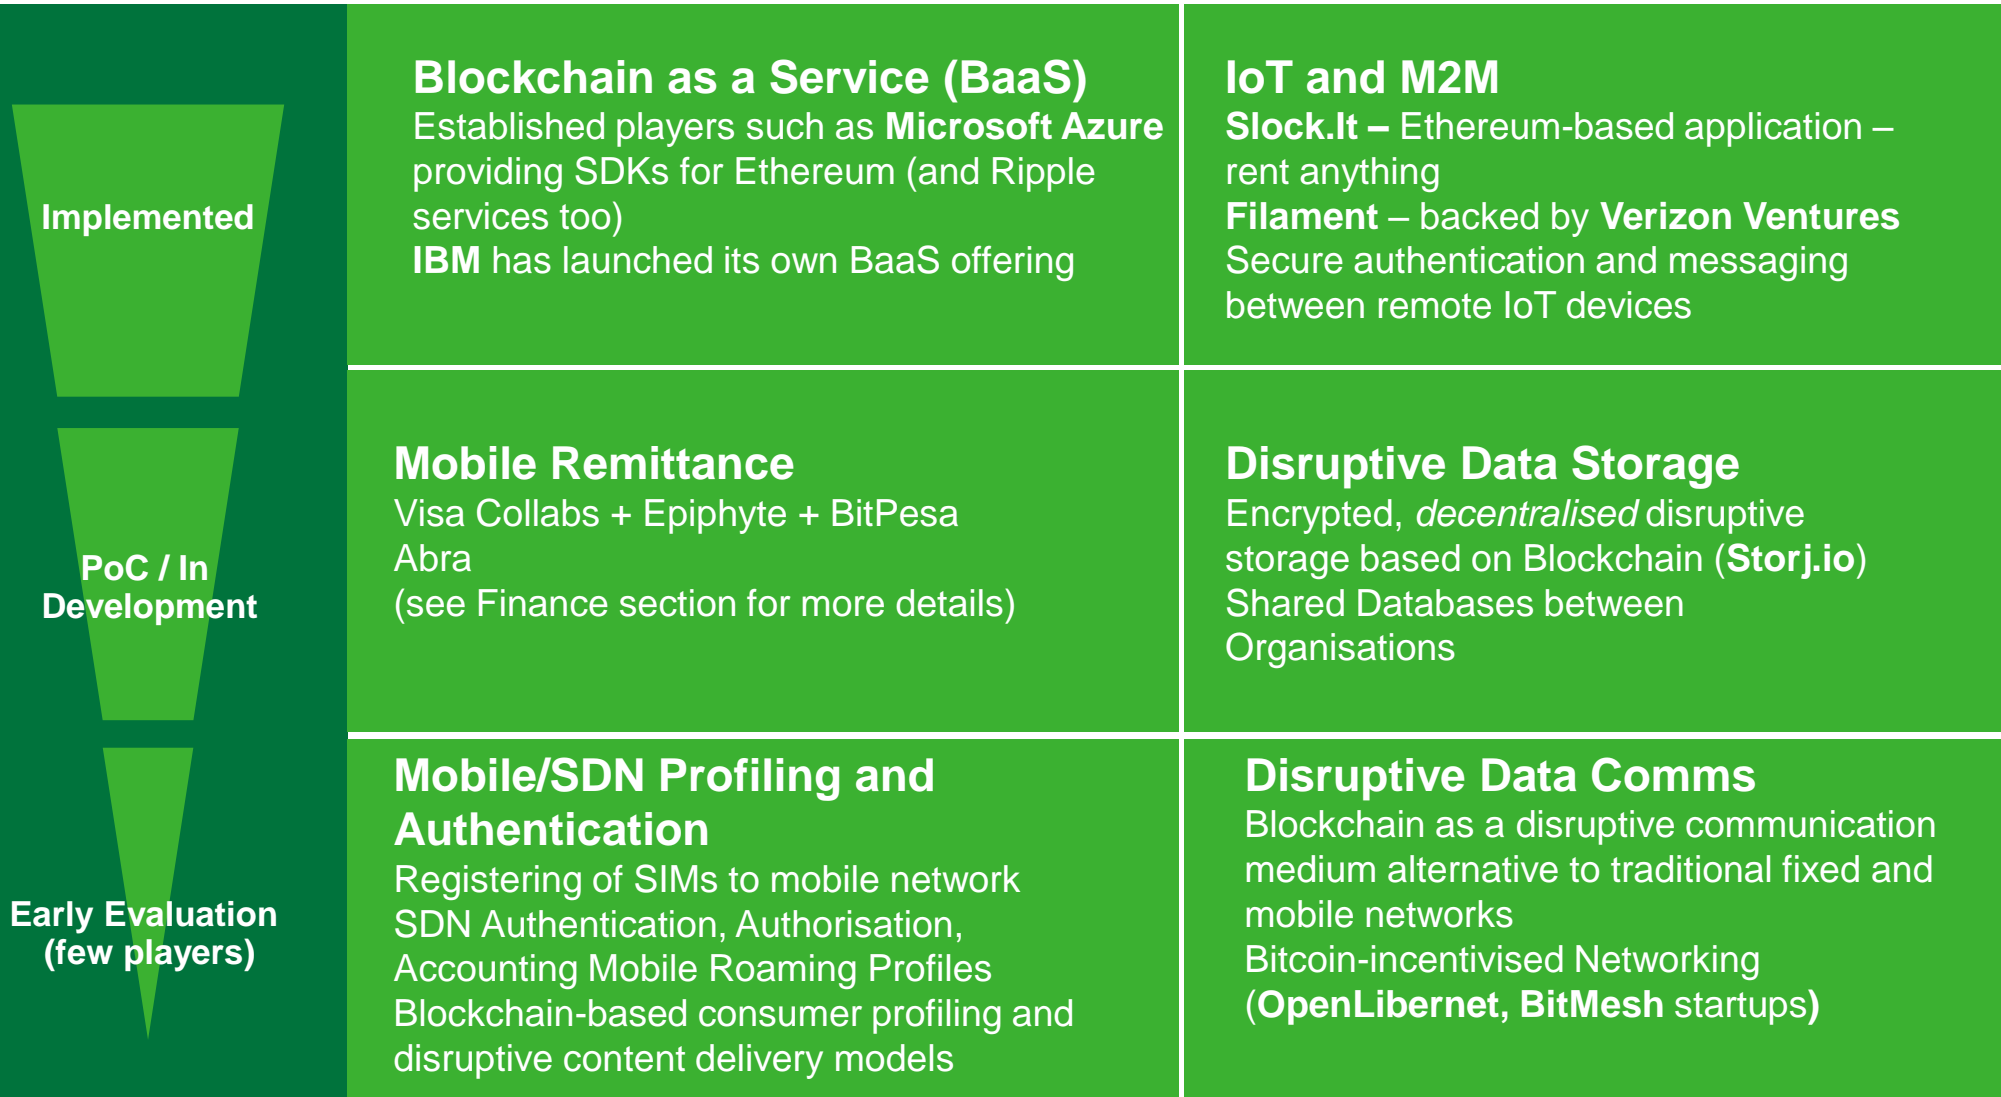 Implemented
Blockchain as a Service (BaaS)
Established players such as Microsoft Azure
providing SDKs for Ethereum (and Ripple
services too)
IBM has launched its own BaaS offering
IoT and M2M
Slock.It – Ethereum-based application –
rent anything
Filament – backed by Verizon Ventures
Secure authentication and messaging
between remote IoT devices
PoC / In
Development
Mobile Remittance
Visa Collabs + Epiphyte + BitPesa
Abra
(see Finance section for more details)
Disruptive Data Storage
Encrypted, decentralised disruptive
storage based on Blockchain (Storj.io)
Shared Databases between
Organisations
Early Evaluation
(few players)
Mobile/SDN Profiling and
Authentication
Registering of SIMs to mobile network
SDN Authentication, Authorisation,
Accounting Mobile Roaming Profiles
Blockchain-based consumer profiling and
disruptive content delivery models
Disruptive Data Comms
Blockchain as a disruptive communication
medium alternative to traditional fixed and
mobile networks
Bitcoin-incentivised Networking
(OpenLibernet, BitMesh startups)